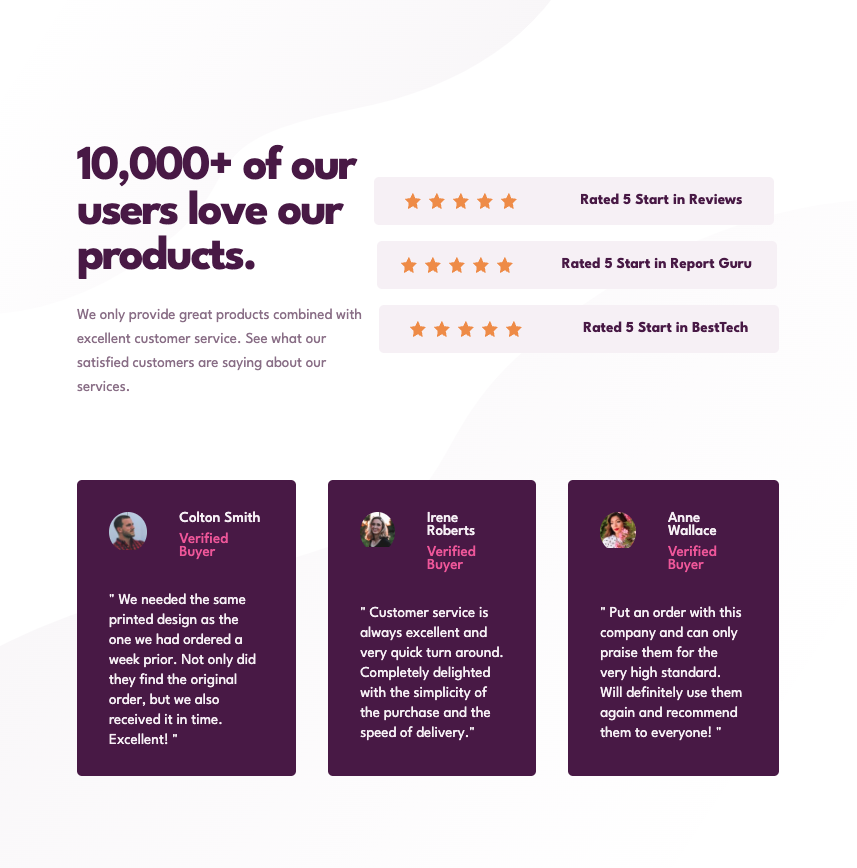 10,000+ of our
users love our
products.
We only provide great products combined with
excellent customer service. See what our
satisfied customers are saying about our
services.
Rated 5 Start in Reviews
Rated 5 Start in Report Guru
Rated 5 Start in BestTech
Colton Smith
Verified
Buyer
" We needed the same
printed design as the
one we had ordered a
week prior. Not only did
they find the original
order, but we also
received it in time.
Excellent! "
Irene
Roberts
Verified
Buyer
" Customer service is
always excellent and
very quick turn around.
Completely delighted
with the simplicity of
the purchase and the
speed of delivery."
Anne
Wallace
Verified
Buyer
" Put an order with this
company and can only
praise them for the
very high standard.
Will definitely use them
again and recommend
them to everyone! "